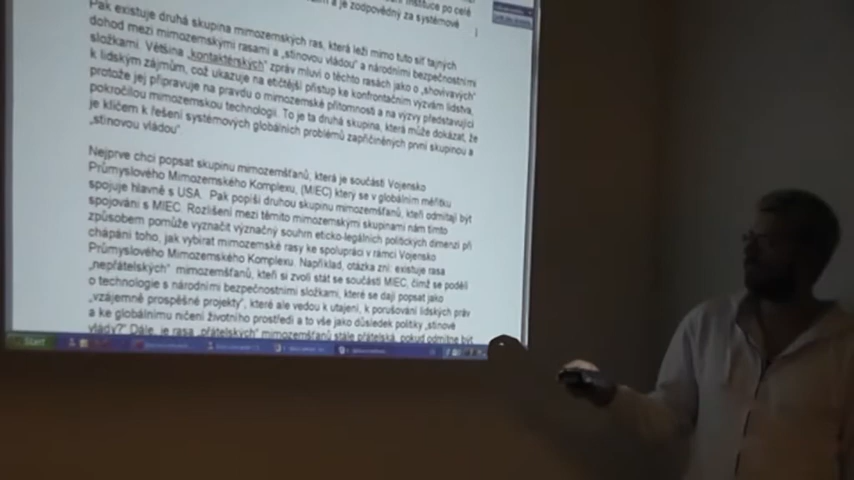 instituce po celé
a je zodpovědný za systémové
Pak existuje druhá skupina mimozemských ras, která leží mimo tuto síť tajných
dohod mezi mimozemskými rasami a „stínovou vládou“ a národními bezpečnostními
složkami. Většina „kontaktérských“ zpráv mluví o těchto rasách jako o „shovívavých“
k lidským zájmům, což ukazuje na etičtější přístup ke konfrontačním výzvám lidstva,
protože jej připravuje na pravdu o mimozemské přítomnosti a na výzvy představující
pokročilou mimozemskou technologii. To je ta druhá skupina, která může dokázat, že
je klíčem k řešení systémových globálních problémů zapříčiněných první skupinou a
„stínovou vládou“.
Nejprve chci popsat skupinu mimozemšťanů, která je součástí Vojensko
Průmyslového Mimozemského Komplexu, (MIEC) který se v globálním měřítku
spojuje hlavně s USA. Pak popíši druhou skupinu mimozemšťanů, kteří odmítají být
spojováni s MIEC. Rozlišení mezi těmito mimozemskými skupinami nám tímto
způsobem pomůže vyznačit význačný souhrn eticko-legálních politických dimenzí při
chápání toho, jak vybírat mimozemské rasy ke spolupráci v rámci Vojensko
Průmyslového Mimozemského Komplexu. Například, otázka zní: existuje rasa
„nepřátelských“ mimozemšťanů, kteří si zvolí stát se součástí MIEC, čímž se podělí
o technologie s národními bezpečnostními složkami, které se dají popsat jako
„vzájemně prospěšné projekty“, které ale vedou k utajení, k porušování lidských práv
a ke globálnímu ničení životního prostředí a to vše jako důsledek politiky „stínové
vlády?“ Dále, je rasa „přátelských“ mimozemšťanů stále přátelská, pokud odmítne být
Start